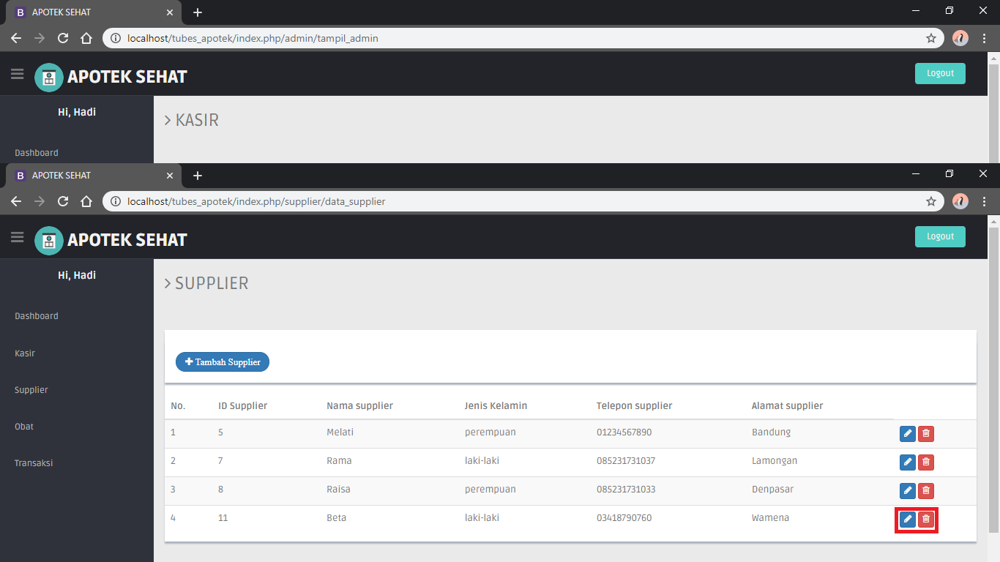 APOTEK SEHAT
localhost/tubes_apotek/index.php/admin/tampil_admin
APOTEK SEHAT
Logout
Hi, Hadi
KASIR
Dashboard
APOTEK SEHAT
localhost/tubes_apotek/index.php/supplier/data_supplier
APOTEK SEHAT
Logout
Hi, Hadi
SUPPLIER
Dashboard
Kasir
Supplier
Obat
Transaksi
Tambah Supplier
No. ID Supplier Nama supplier Jenis Kelamin Telepon supplier Alamat supplier
1 5 Melati perempuan 01234567890 Bandung
2 7 Rama laki-laki 085231731037 Lamongan
3 8 Raisa perempuan 085231731033 Denpasar
4 11 Beta laki-laki 03418790760 Wamena